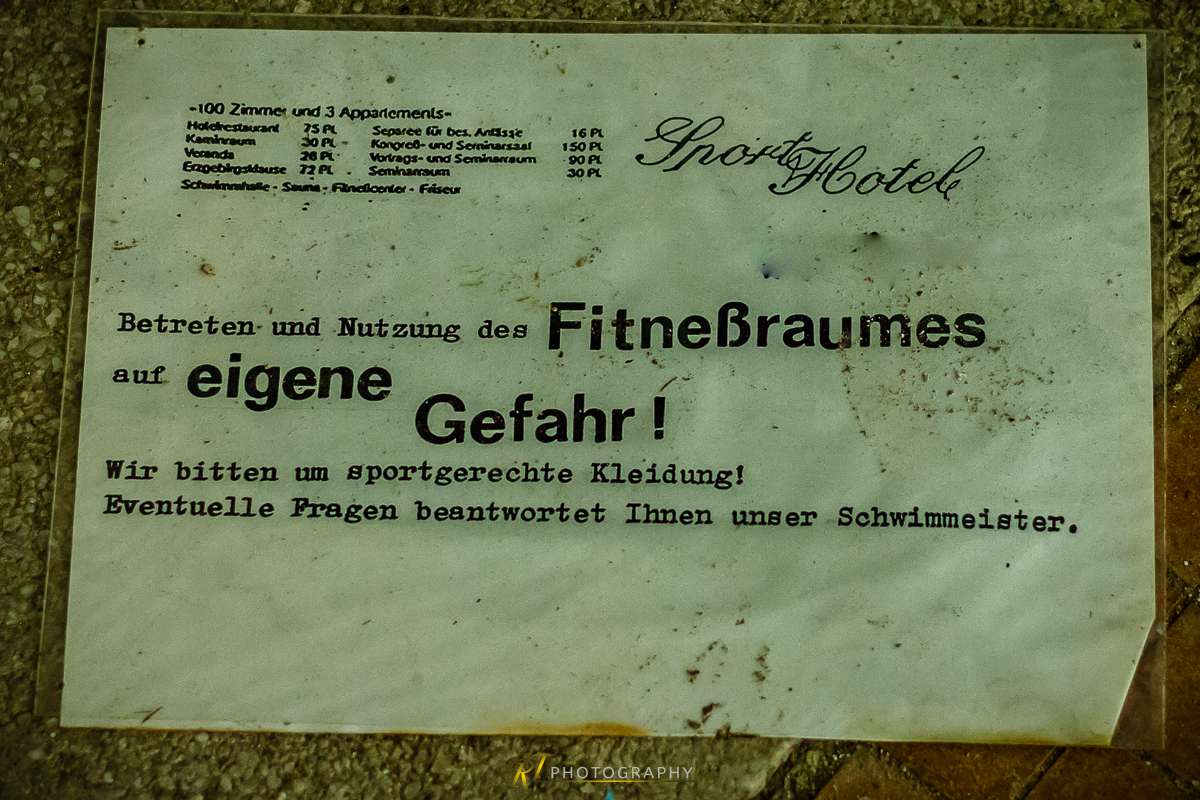 -100 Zimmer und 3 Appartements-
Hotelrestaurant 75 Pl. Separee für bes. Anlässe 16 Pl.
Kaminraum 30 Pl. Kongreß- und Seminarsaal 150 Pl.
Veranda 26 Pl. Vortrags- und Seminarraum 90 Pl.
Erzgebirgsklause 72 Pl. Seminarraum 30 Pl.
Schwimmhalle - Sauna - Fitneßcenter - Friseur
Sport Hotel
Betreten und Nutzung des Fitneßraumes
auf eigene
Gefahr!
Wir bitten um sportgerechte Kleidung!
Eventuelle Fragen beantwortet Ihnen unser Schwimmeister.
PHOTOGRAPHY